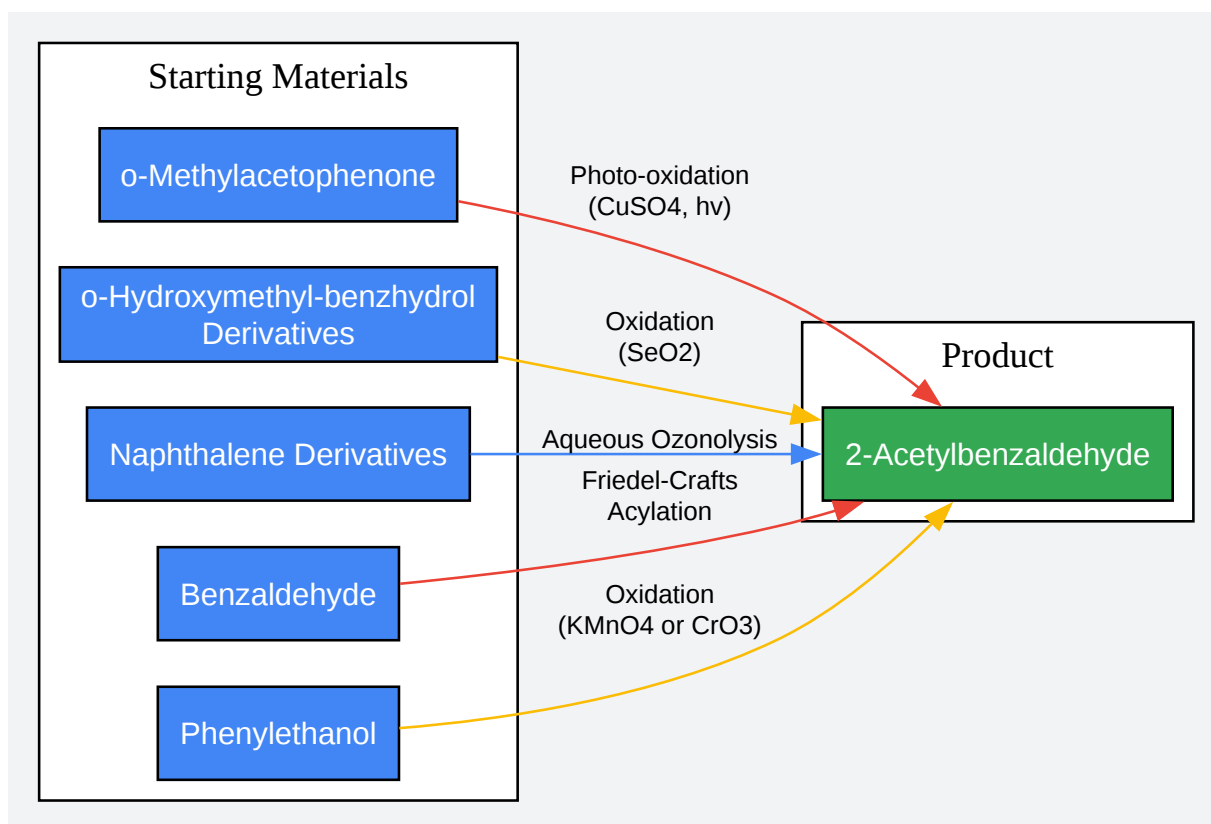 Starting Materials
o-Methylacetophenone
Photo-oxidation
(CuSO4, hv)
o-Hydroxymethyl-benzhydrol
Derivatives
Oxidation
(SeO2)
Product
Naphthalene Derivatives
Aqueous Ozonolysis
2-Acetylbenzaldehyde
Friedel-Crafts
Acylation
Benzaldehyde
Oxidation
(KMnO4 or CrO3)
Phenylethanol